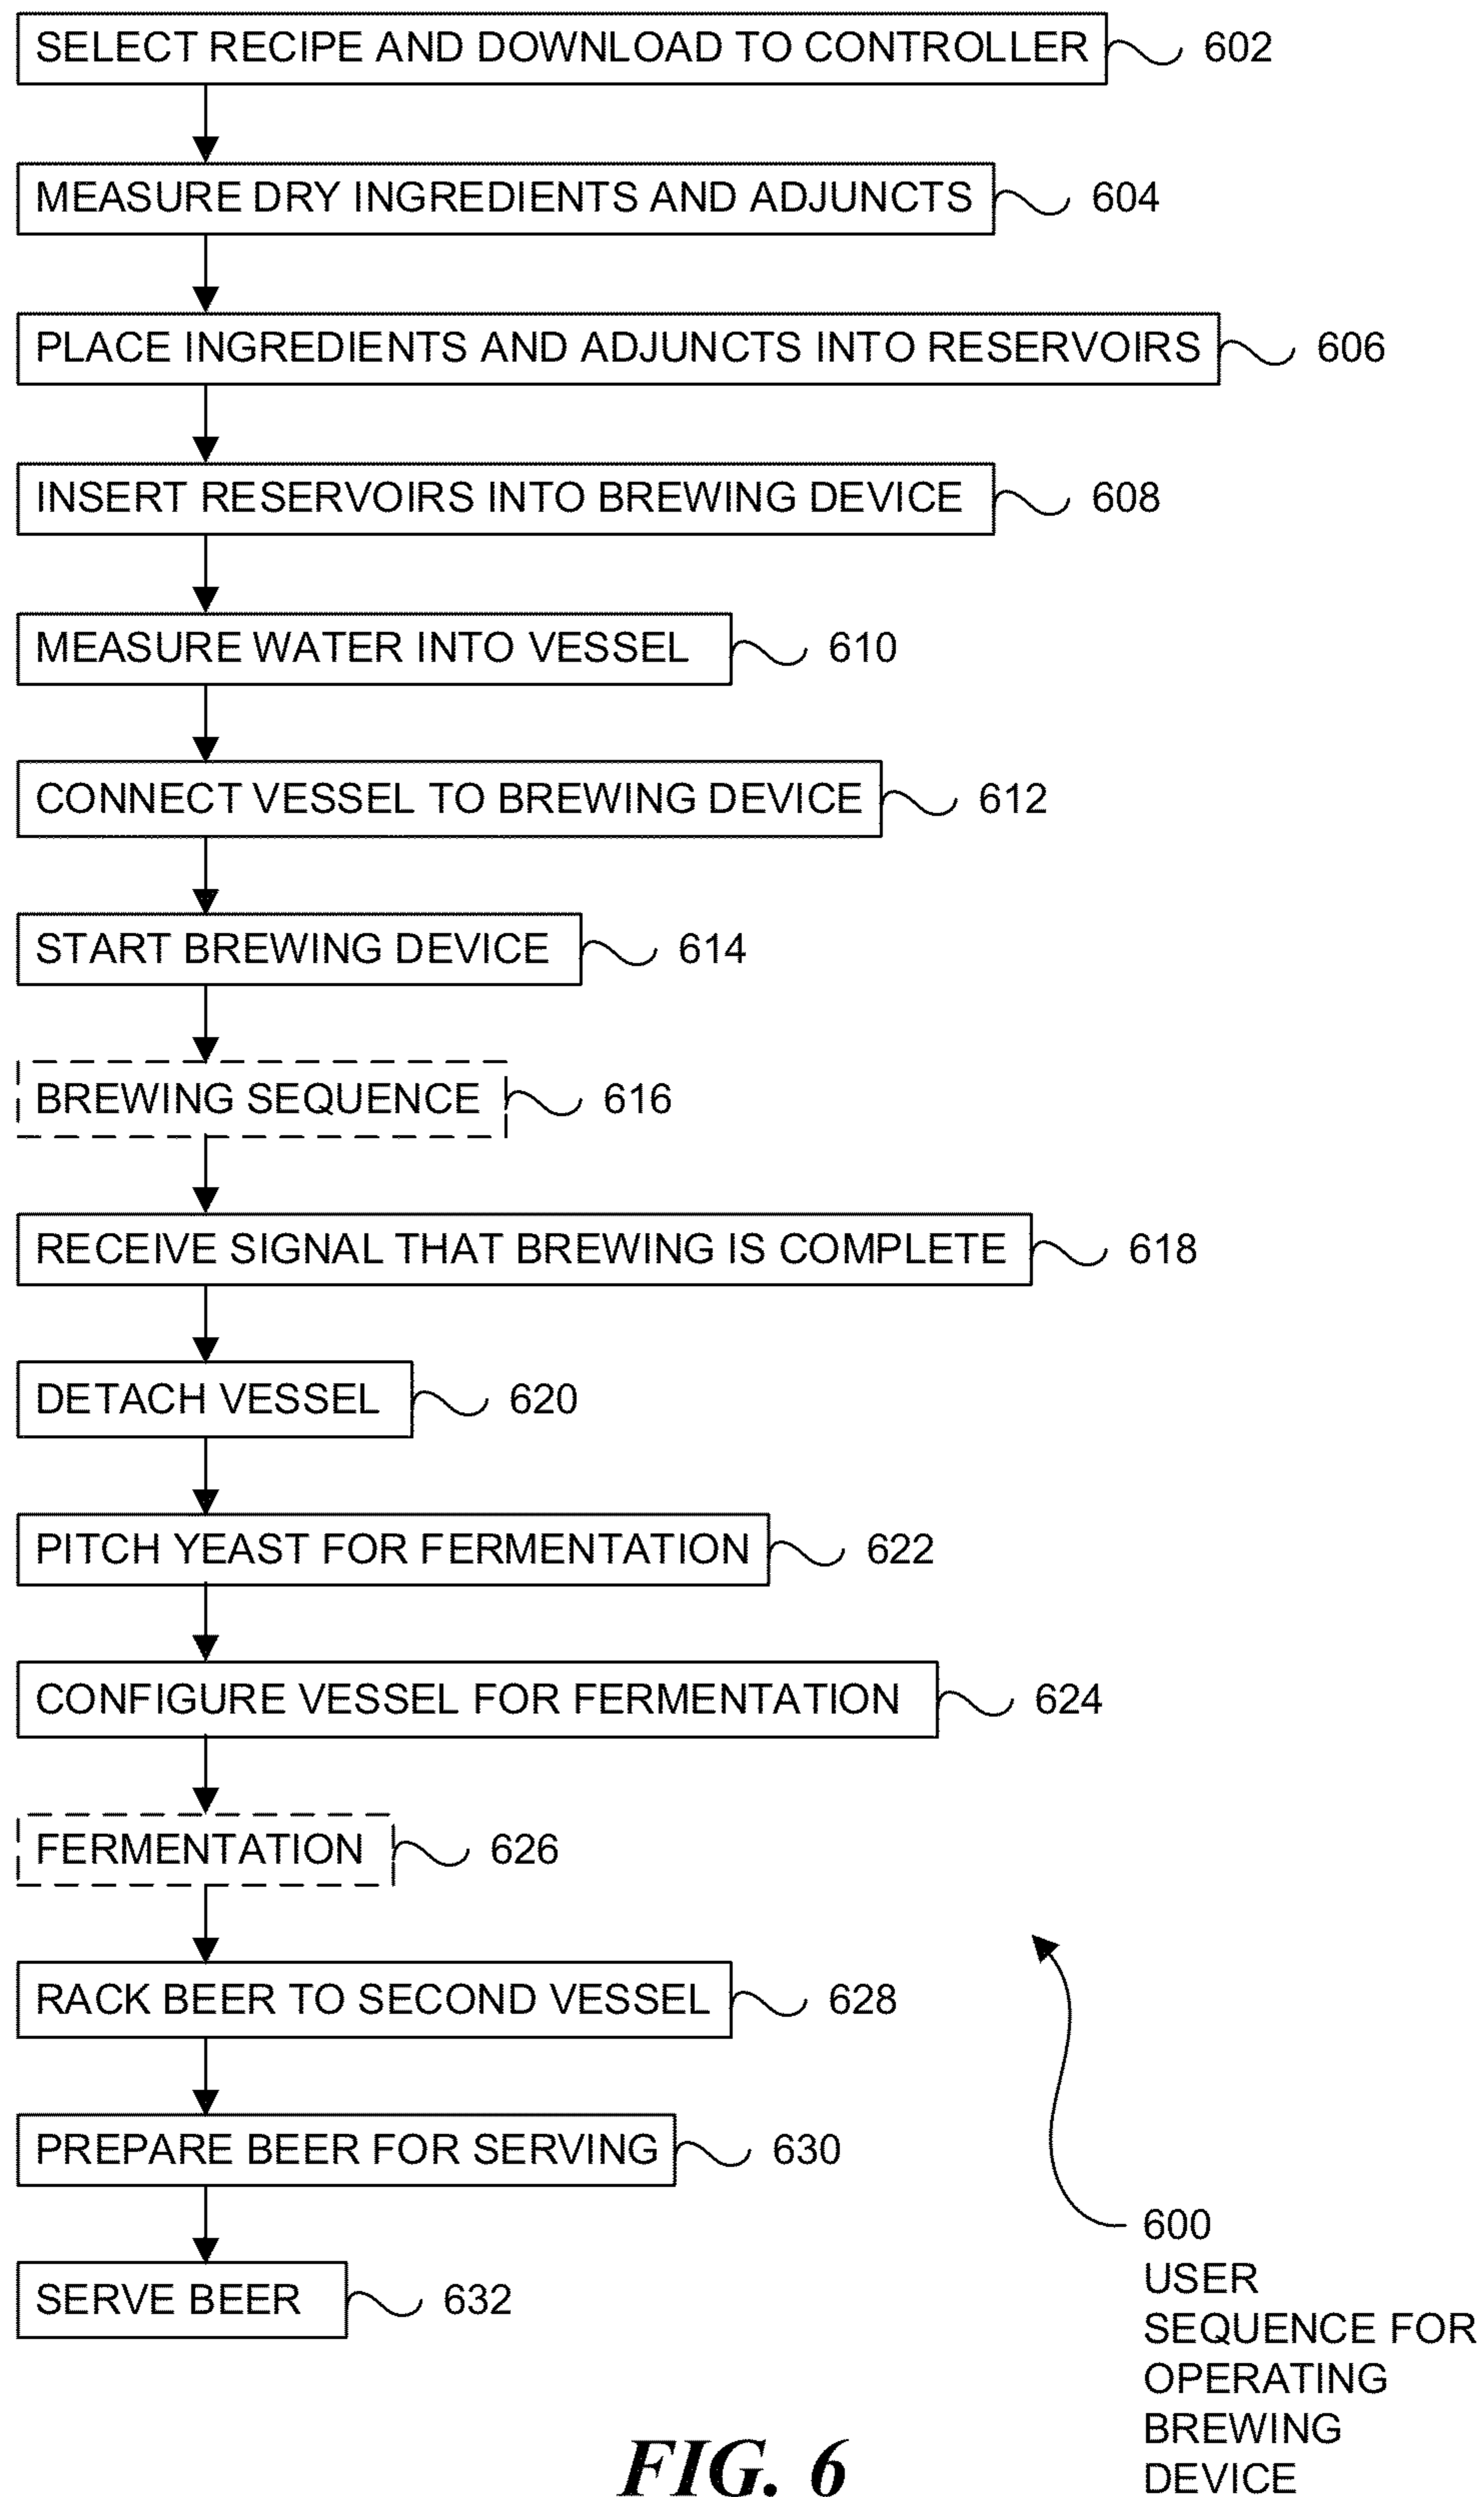 SELECT RECIPE AND DOWNLOAD TO CONTROLLER 602
MEASURE DRY INGREDIENTS AND ADJUNCTS 604
PLACE INGREDIENTS AND ADJUNCTS INTO RESERVOIRS 606
INSERT RESERVOIRS INTO BREWING DEVICE 608
MEASURE WATER INTO VESSEL 610
CONNECT VESSEL TO BREWING DEVICE 612
START BREWING DEVICE 614
BREWING SEQUENCE 616
RECEIVE SIGNAL THAT BREWING IS COMPLETE 618
DETACH VESSEL 620
PITCH YEAST FOR FERMENTATION 622
CONFIGURE VESSEL FOR FERMENTATION 624
FERMENTATION 626
RACK BEER TO SECOND VESSEL 628
PREPARE BEER FOR SERVING 630
SERVE BEER 632
600
USER
SEQUENCE FOR
OPERATING
BREWING
DEVICE
FIG. 6